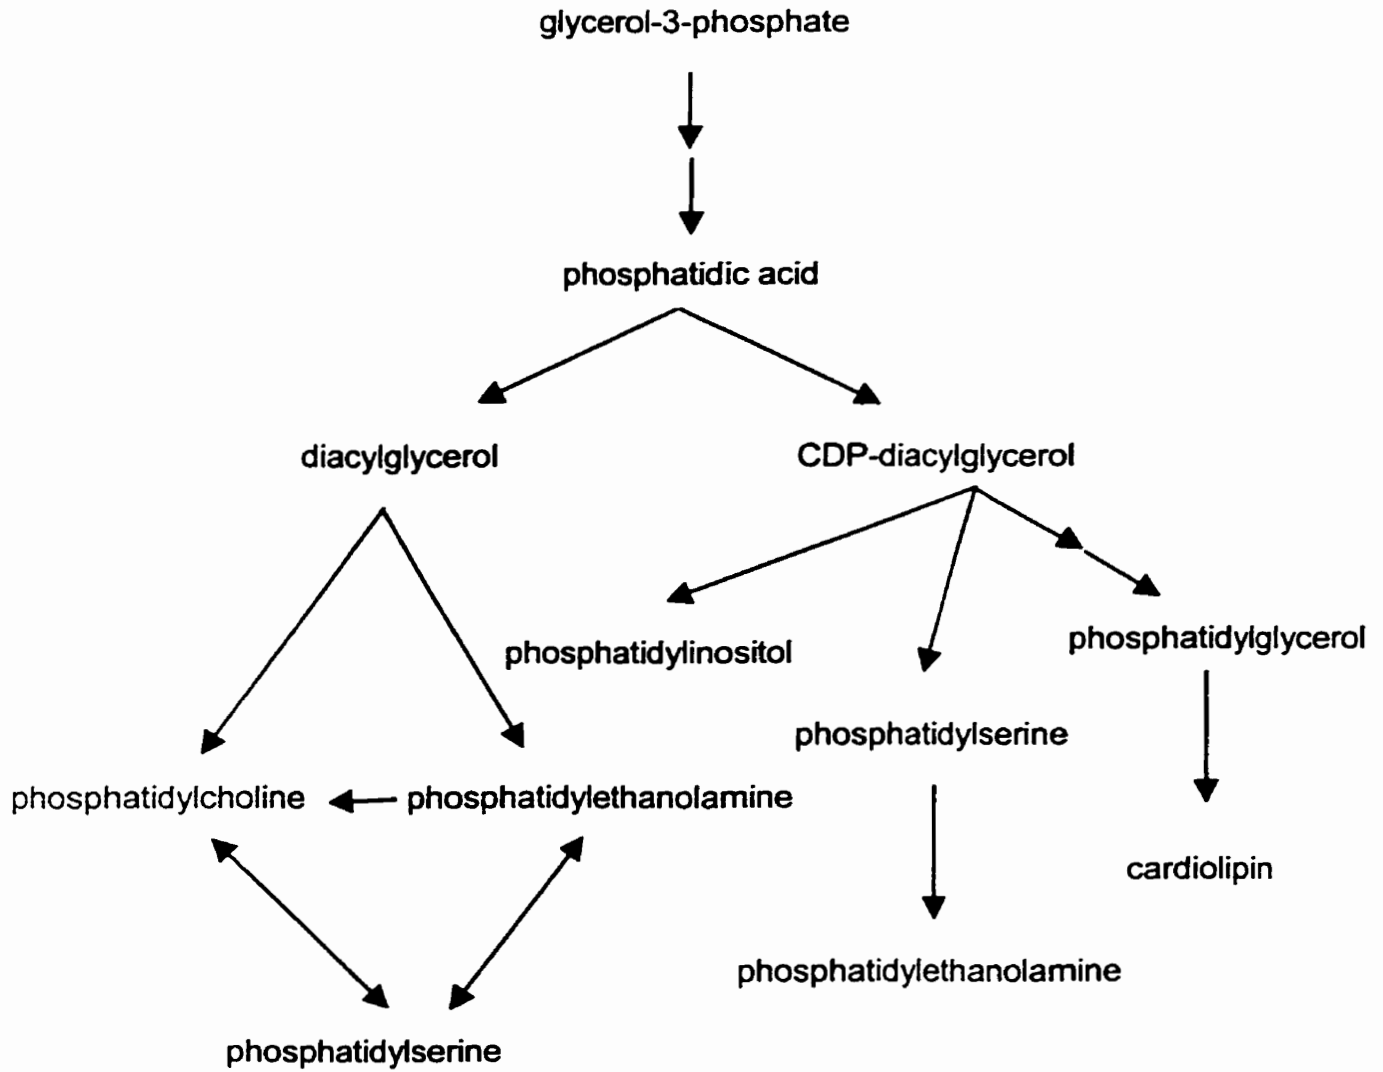 glycerol-3-phosphate
phosphatidic acid
diacylglycerol
CDP-diacylglycerol
phosphatidylinositol
phosphatidylglycerol
phosphatidylserine
phosphatidylcholine
phosphatidylethanolamine
cardiolipin
phosphatidylethanolamine
phosphatidylserine